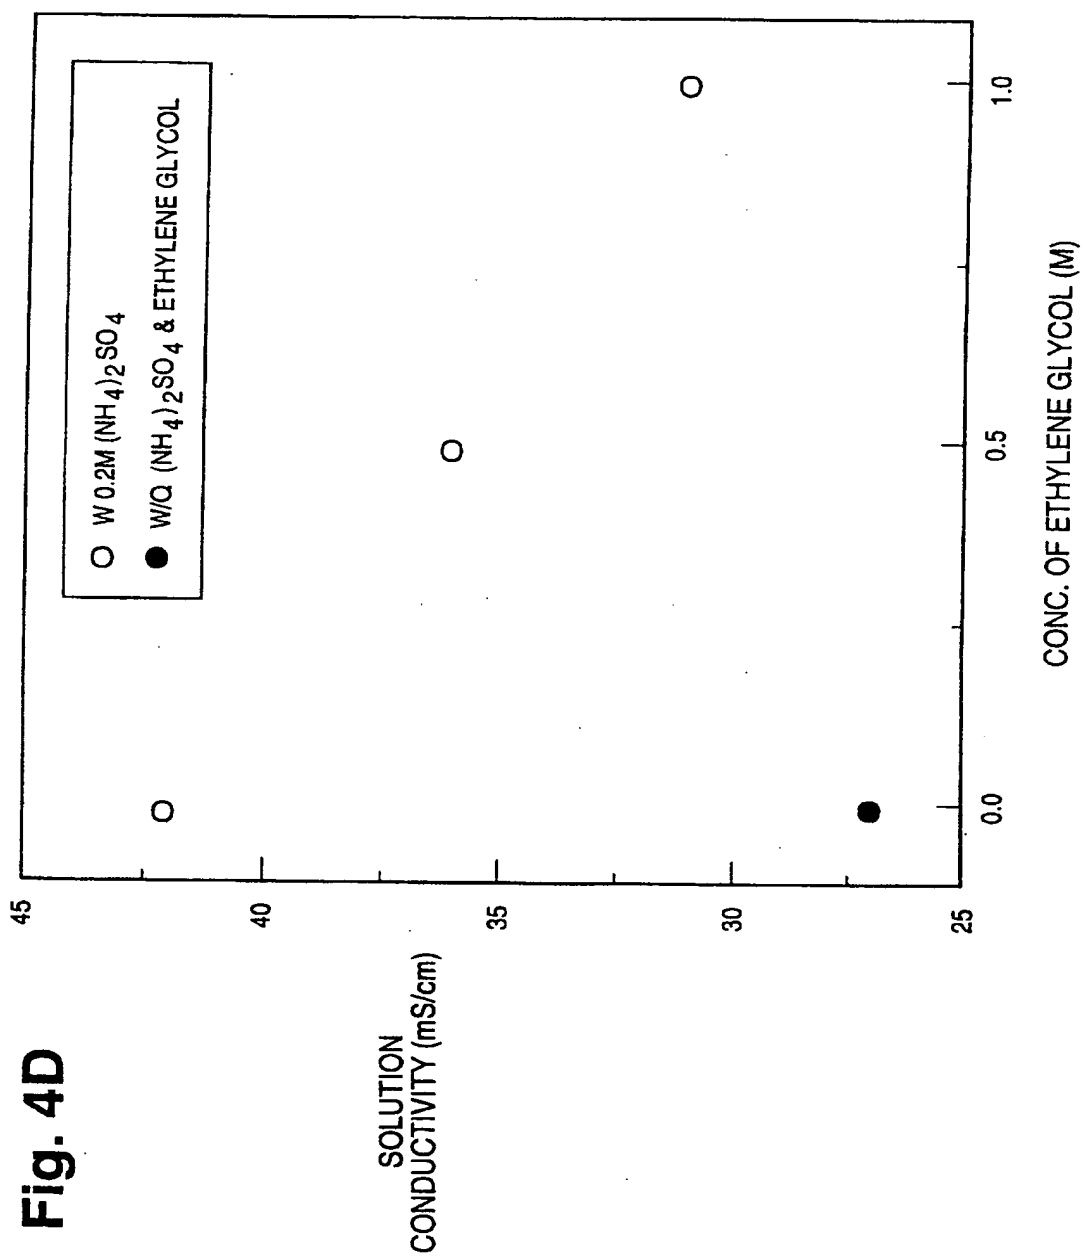 Fig. 4D
SOLUTION
CONDUCTIVITY (mS/cm)
45
40
35
30
25
W 0.2M (NH4)2SO4
W/Q (NH4)2SO4 & ETHYLENE GLYCOL
0.0
0.5
1.0
CONC. OF ETHYLENE GLYCOL (M)